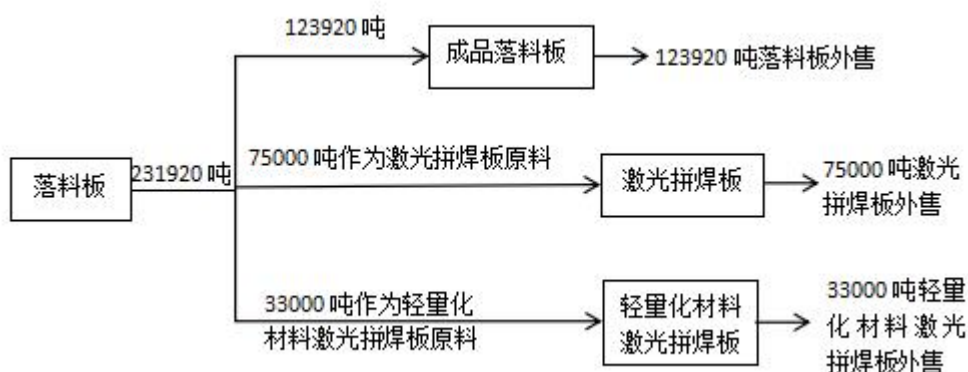 123920 吨
成品落料板
123920 吨落料板外售
落料板
231920 吨
75000 吨作为激光拼焊板原料
激光拼焊板
75000 吨激光
拼焊板外售
33000 吨作为轻量化
材料激光拼焊板原料
轻量化材料
激光拼焊板
33000 吨轻量
化材料激光
拼焊板外售